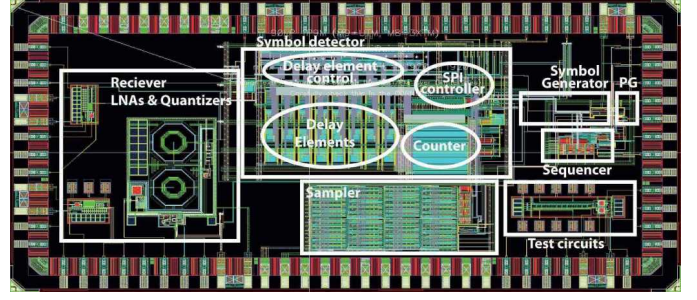 Symbol detector
Delay element
control
SPI
controller
Reciever
LNAs & Quantizers
Symbol
Generator
PG
Delay
Elements
Counter
Sequencer
Sampler
Test circuits